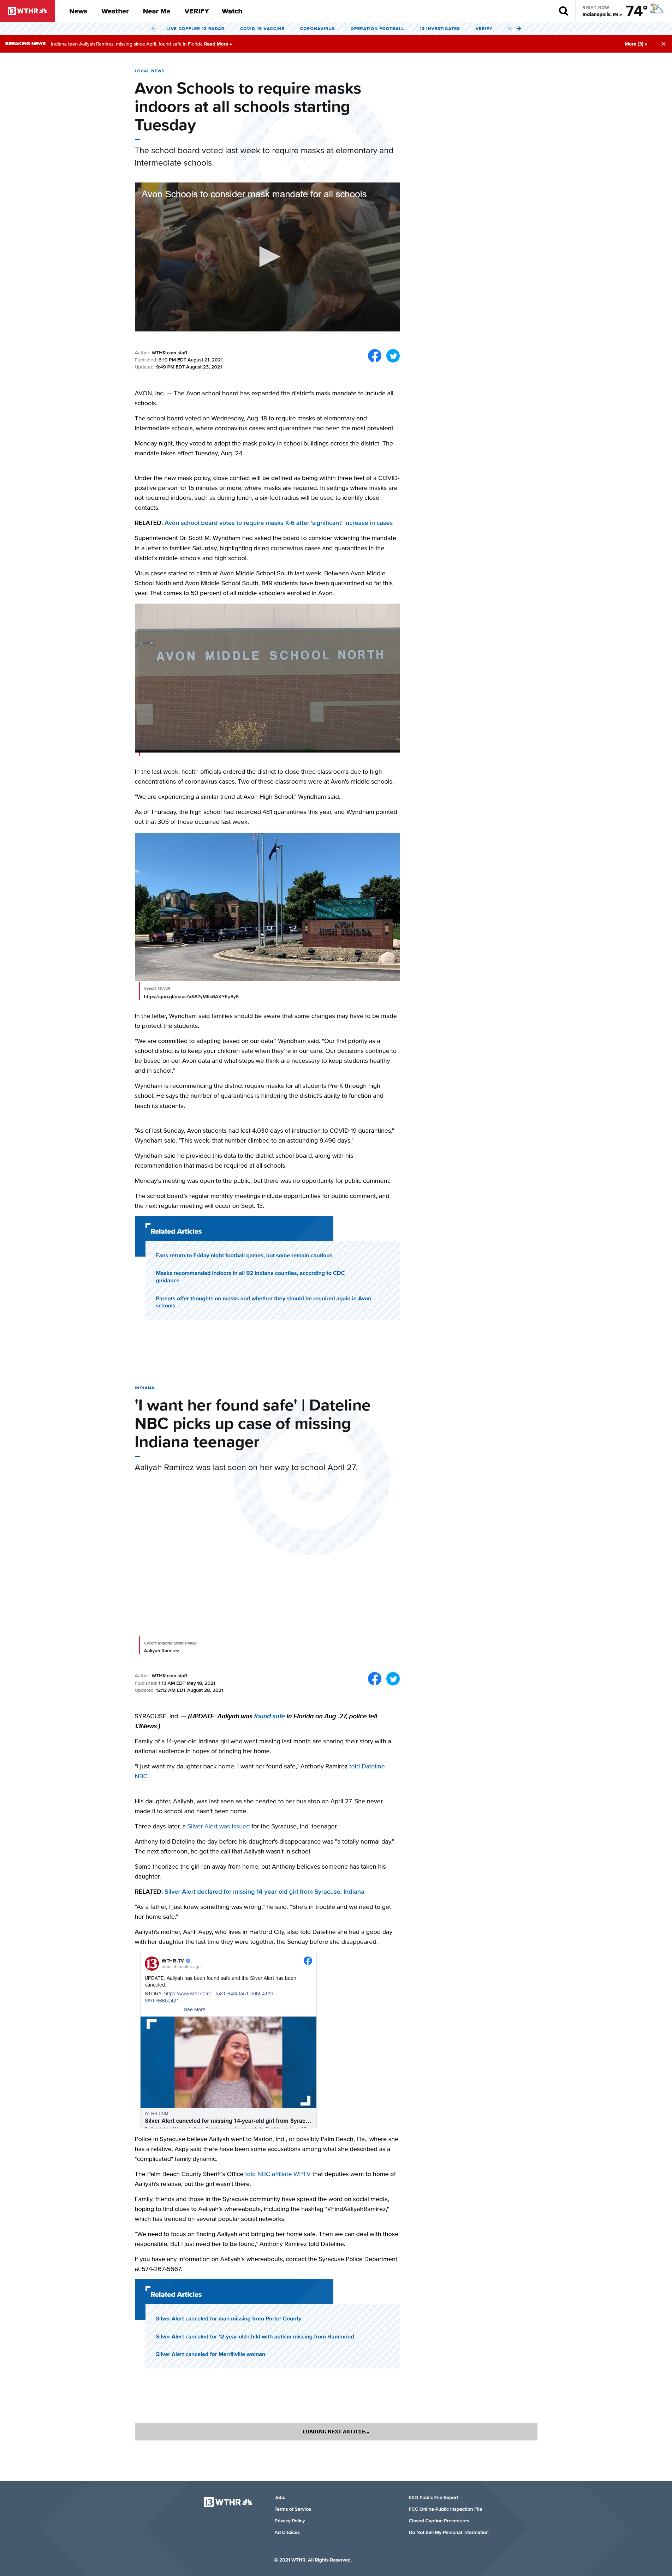 13 WTHR
News
Weather
Near Me
VERIFY
Watch
RIGHT NOW
Indianapolis, IN »
74°
LIVE DOPPLER 13 RADAR
COVID-19 VACCINE
CORONAVIRUS
OPERATION FOOTBALL
13 INVESTIGATES
VERIFY
BREAKING NEWS
Indiana teen Aaliyah Ramirez, missing since April, found safe in Florida Read More »
More (3) »
LOCAL NEWS
Avon Schools to require masks
indoors at all schools starting
Tuesday
The school board voted last week to require masks at elementary and
intermediate schools.
Avon Schools to consider mask mandate for all schools
Author: WTHR.com staff
Published: 6:19 PM EDT August 21, 2021
Updated: 9:49 PM EDT August 23, 2021
AVON, Ind. — The Avon school board has expanded the district's mask mandate to include all
schools.
The school board voted on Wednesday, Aug. 18 to require masks at elementary and
intermediate schools, where coronavirus cases and quarantines had been the most prevalent.
Monday night, they voted to adopt the mask policy in school buildings across the district. The
mandate takes effect Tuesday, Aug. 24.
Under the new mask policy, close contact will be defined as being within three feet of a COVID-
positive person for 15 minutes or more, where masks are required. In settings where masks are
not required indoors, such as during lunch, a six-foot radius will be used to identify close
contacts.
RELATED: Avon school board votes to require masks K-6 after 'significant' increase in cases
Superintendent Dr. Scott M. Wyndham had asked the board to consider widening the mandate
in a letter to families Saturday, highlighting rising coronavirus cases and quarantines in the
district's middle schools and high school.
Virus cases started to climb at Avon Middle School South last week. Between Avon Middle
School North and Avon Middle School South, 849 students have been quarantined so far this
year. That comes to 50 percent of all middle schoolers enrolled in Avon.
AVON MIDDLE SCHOOL NORTH
In the last week, health officials ordered the district to close three classrooms due to high
concentrations of coronavirus cases. Two of these classrooms were at Avon's middle schools.
"We are experiencing a similar trend at Avon High School," Wyndham said.
As of Thursday, the high school had recorded 481 quarantines this year, and Wyndham pointed
out that 305 of those occurred last week.
AVON
HIGH SCHOOL
Credit: WTHR
https://goo.gl/maps/VA87yMKo6AXYEpSy5
In the letter, Wyndham said families should be aware that some changes may have to be made
to protect the students.
"We are committed to adapting based on our data," Wyndham said. "Our first priority as a
school district is to keep your children safe when they're in our care. Our decisions continue to
be based on our Avon data and what steps we think are necessary to keep students healthy
and in school."
Wyndham is recommending the district require masks for all students Pre-K through high
school. He says the number of quarantines is hindering the district's ability to function and
teach its students.
"As of last Sunday, Avon students had lost 4,030 days of instruction to COVID-19 quarantines,"
Wyndham said. "This week, that number climbed to an astounding 9,496 days."
Wyndham said he provided this data to the district school board, along with his
recommendation that masks be required at all schools.
Monday's meeting was open to the public, but there was no opportunity for public comment.
The school board's regular monthly meetings include opportunities for public comment, and
the next regular meeting will occur on Sept. 13.
Related Articles
Fans return to Friday night football games, but some remain cautious
Masks recommended indoors in all 92 Indiana counties, according to CDC
guidance
Parents offer thoughts on masks and whether they should be required again in Avon
schools
INDIANA
'I want her found safe' | Dateline
NBC picks up case of missing
Indiana teenager
Aaliyah Ramirez was last seen on her way to school April 27.
Credit: Indiana State Police
Aaliyah Ramirez
Author: WTHR.com staff
Published: 1:13 AM EDT May 18, 2021
Updated: 12:12 AM EDT August 28, 2021
SYRACUSE, Ind. — (UPDATE: Aaliyah was found safe in Florida on Aug. 27, police tell
13News.)
Family of a 14-year-old Indiana girl who went missing last month are sharing their story with a
national audience in hopes of bringing her home.
"I just want my daughter back home. I want her found safe," Anthony Ramirez told Dateline
NBC.
His daughter, Aaliyah, was last seen as she headed to her bus stop on April 27. She never
made it to school and hasn't been home.
Three days later, a Silver Alert was issued for the Syracuse, Ind. teenager.
Anthony told Dateline the day before his daughter's disappearance was "a totally normal day."
The next afternoon, he got the call that Aaliyah wasn't in school.
Some theorized the girl ran away from home, but Anthony believes someone has taken his
daughter.
RELATED: Silver Alert declared for missing 14-year-old girl from Syracuse, Indiana
"As a father, I just knew something was wrong," he said. "She's in trouble and we need to get
her home safe."
Aaliyah's mother, Ashli Aspy, who lives in Hartford City, also told Dateline she had a good day
with her daughter the last time they were together, the Sunday before she disappeared.
WTHR-TV
about 4 months ago
UPDATE: Aaliyah has been found safe and the Silver Alert has been
canceled.
STORY: https://www.wthr.com/.../531-6435fa51-60bf-413a-
8f91-6660a421...
——————... See More
WTHR.COM
Silver Alert canceled for missing 14-year-old girl from Syrac...
Police in Syracuse believe Aaliyah went to Marion, Ind., or possibly Palm Beach, Fla., where she
has a relative. Aspy said there have been some accusations among what she described as a
"complicated" family dynamic.
The Palm Beach County Sheriff's Office told NBC affiliate WPTV that deputies went to home of
Aaliyah's relative, but the girl wasn't there.
Family, friends and those in the Syracuse community have spread the word on social media,
hoping to find clues to Aaliyah's whereabouts, including the hashtag "#FindAaliyahRamirez,"
which has trended on several popular social networks.
"We need to focus on finding Aaliyah and bringing her home safe. Then we can deal with those
responsible. But I just need her to be found," Anthony Ramirez told Dateline.
If you have any information on Aaliyah's whereabouts, contact the Syracuse Police Department
at 574-267-5667.
Related Articles
Silver Alert canceled for man missing from Porter County
Silver Alert canceled for 12-year-old child with autism missing from Hammond
Silver Alert canceled for Merrillville woman
LOADING NEXT ARTICLE...
13 WTHR
Jobs
Terms of Service
Privacy Policy
Ad Choices
EEO Public File Report
FCC Online Public Inspection File
Closed Caption Procedures
Do Not Sell My Personal Information
© 2021 WTHR. All Rights Reserved.